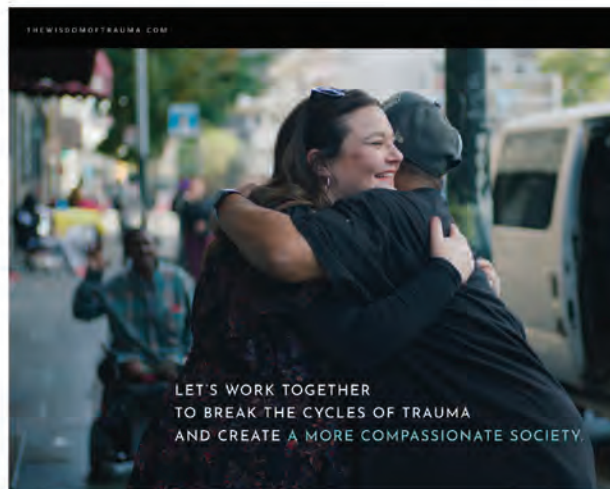 THEWISDOMOFTRAUMA.COM
LET'S WORK TOGETHER
TO BREAK THE CYCLES OF TRAUMA
AND CREATE A MORE COMPASSIONATE SOCIETY.